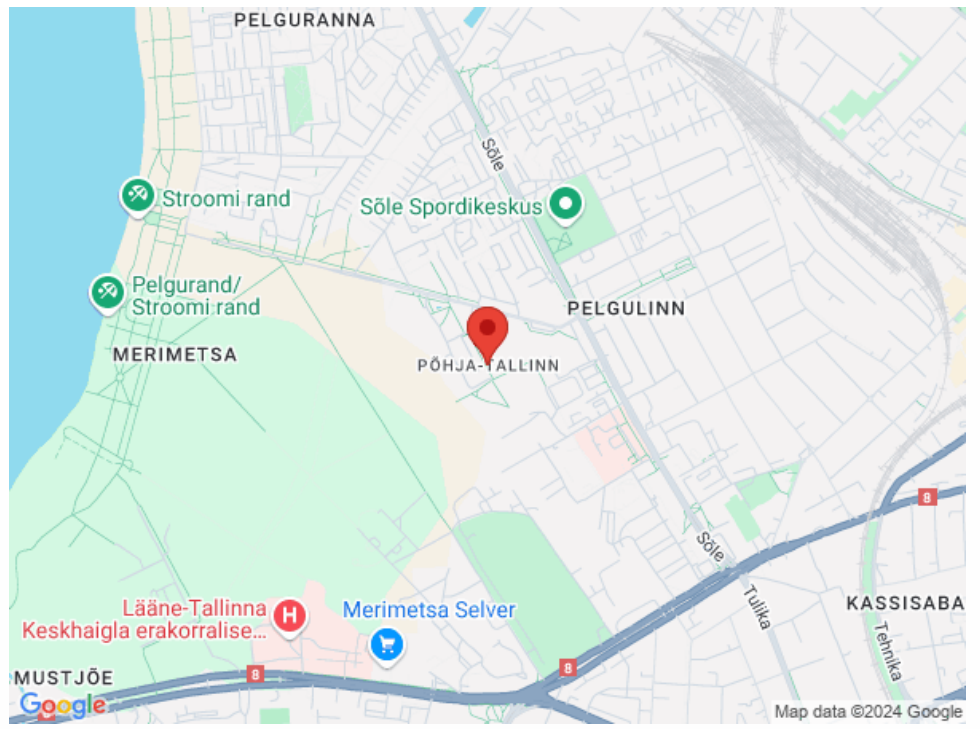 PELGURANNA
Sõle
Stroomi rand
Sõle Spordikeskus
Pelgurand/
Stroomi rand
PELGULINN
MERIMETSA
PÕHJA-TALLINN
8
Sõle
Tulika
Lääne-Tallinna
Keskhaigla erakorralise...
H
Merimetsa Selver
KASSISABA
Tehnika
8
8
MUSTJÕE
8
Google
Map data ©2024 Google